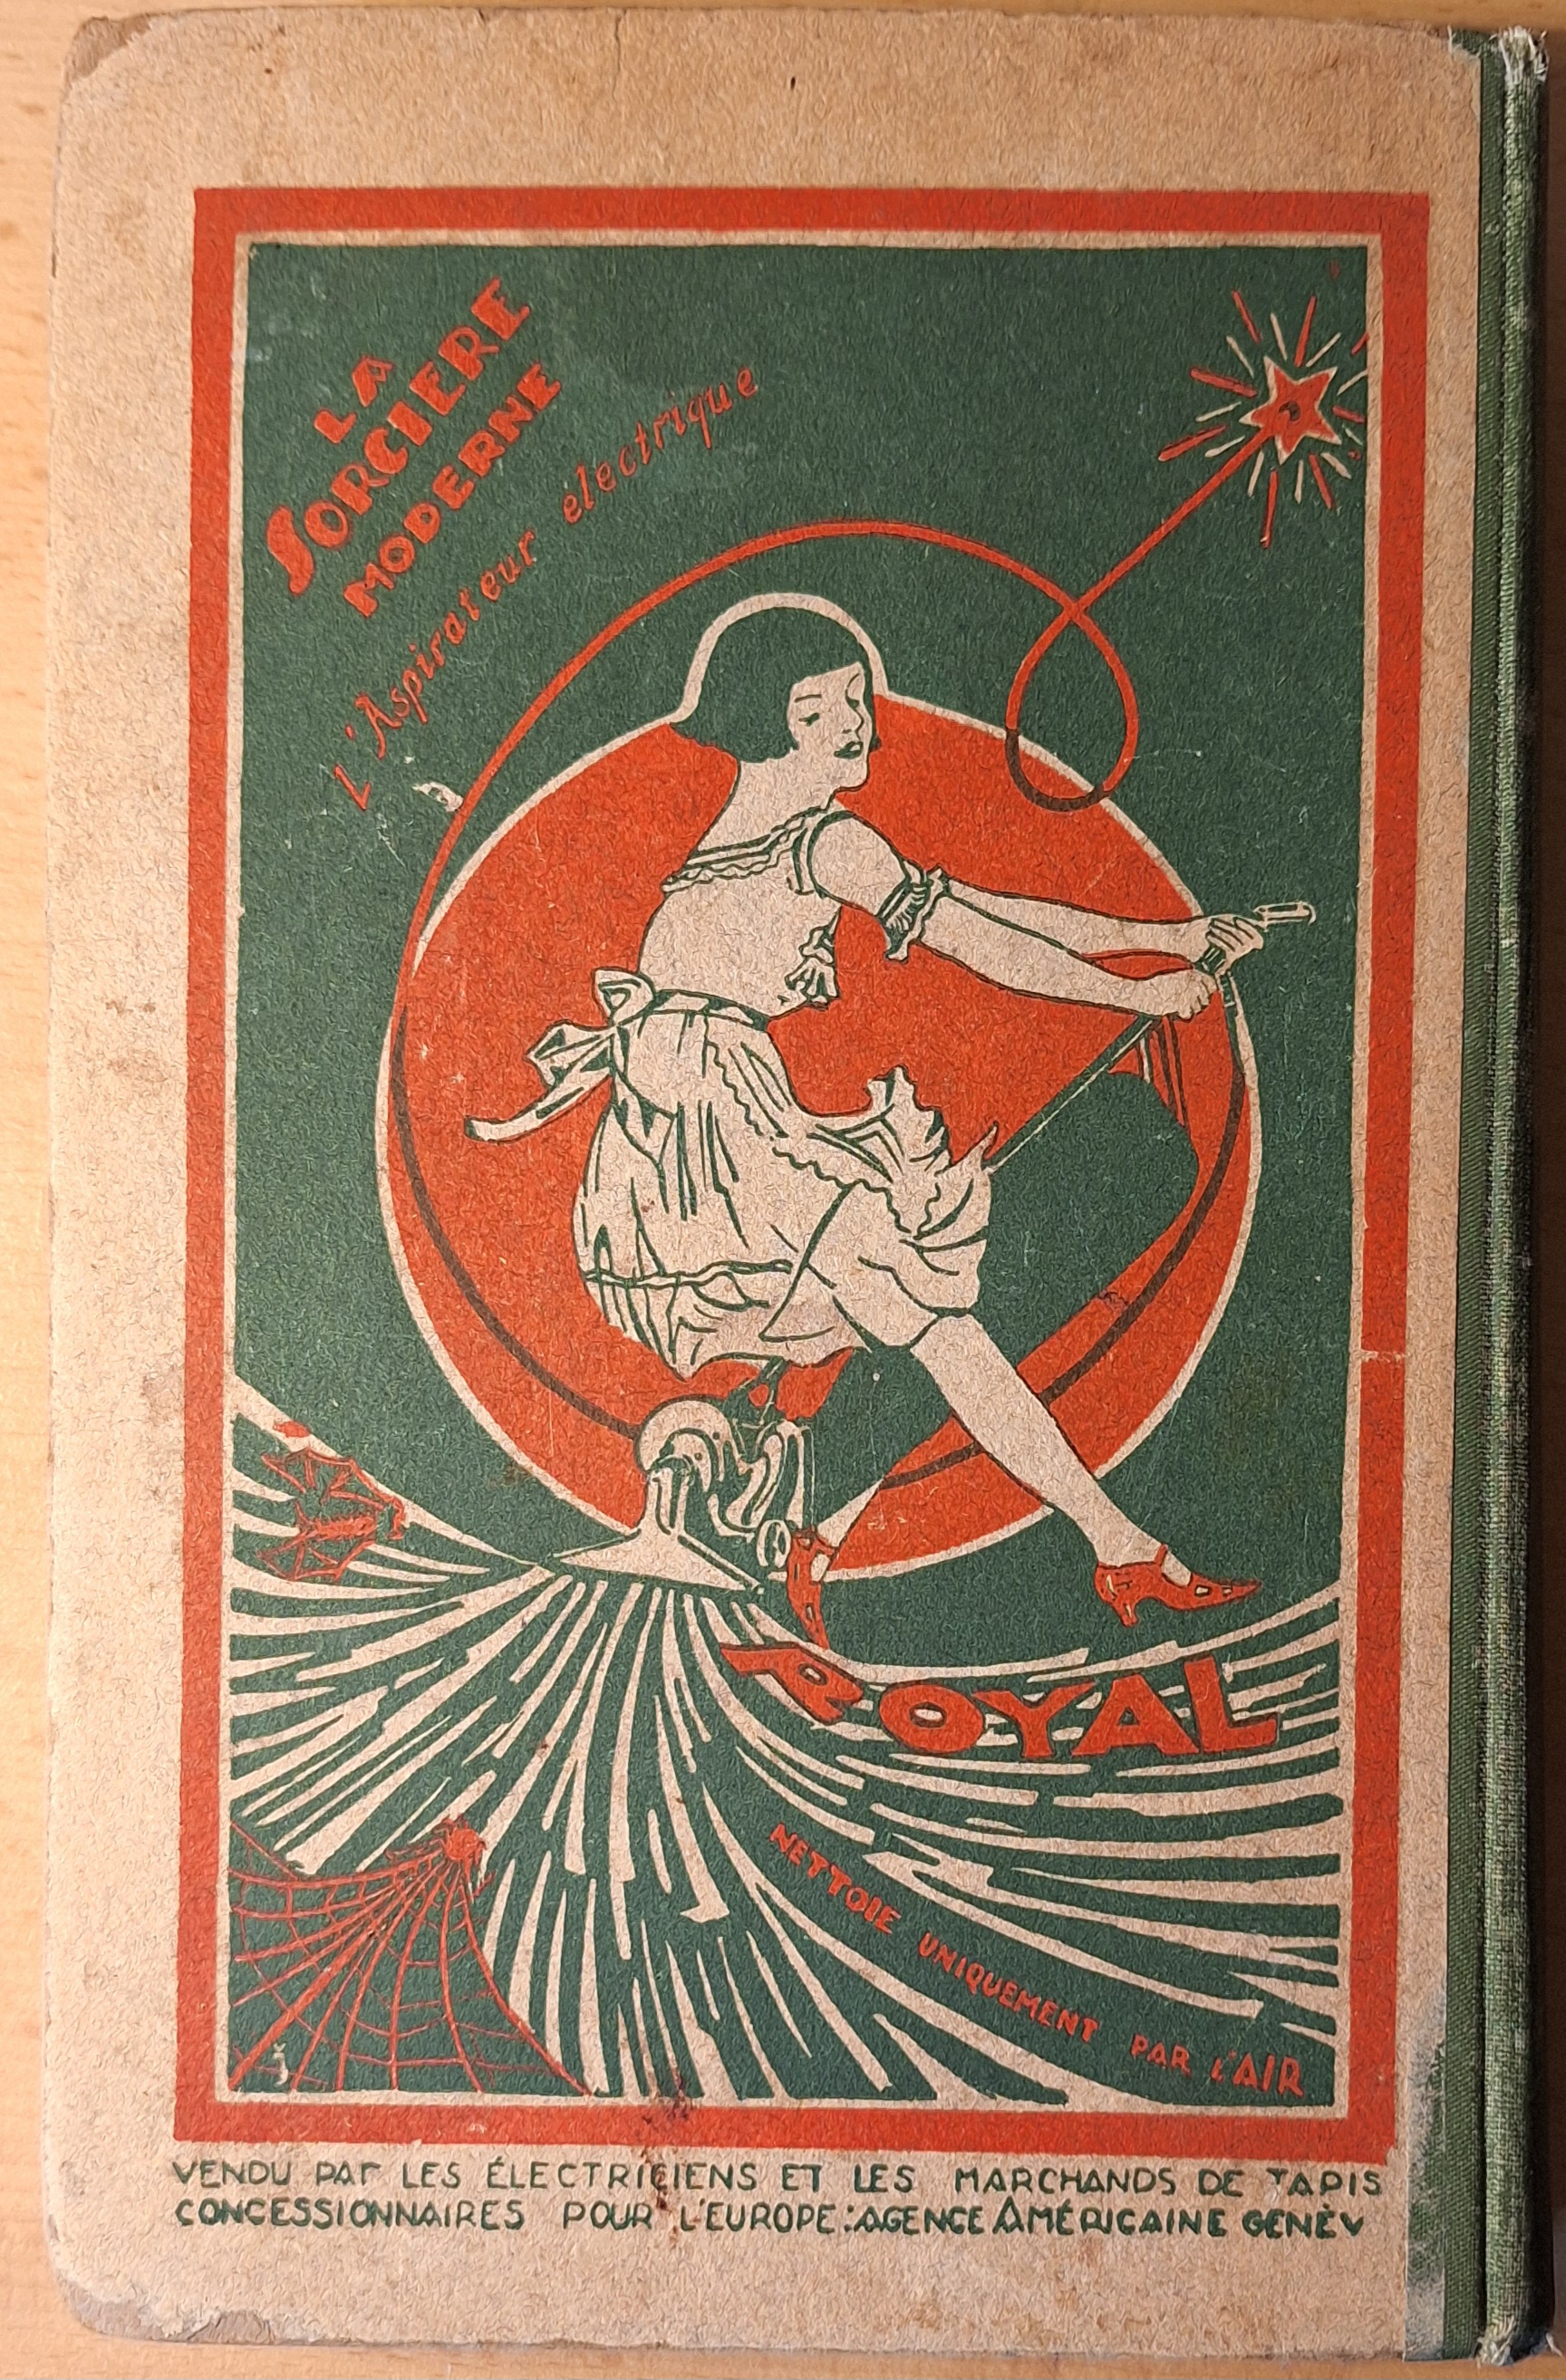 LA
SORCIERE
MODERNE
L'Aspirateur électrique
ROYAL
NETTOIE UNIQUEMENT PAR l'AIR
VENDU PAR LES ÉLECTRICIENS ET LES MARCHANDS DE TAPIS
CONCESSIONNAIRES POUR L'EUROPE: AGENCE AMÉRICAINE GENÈV